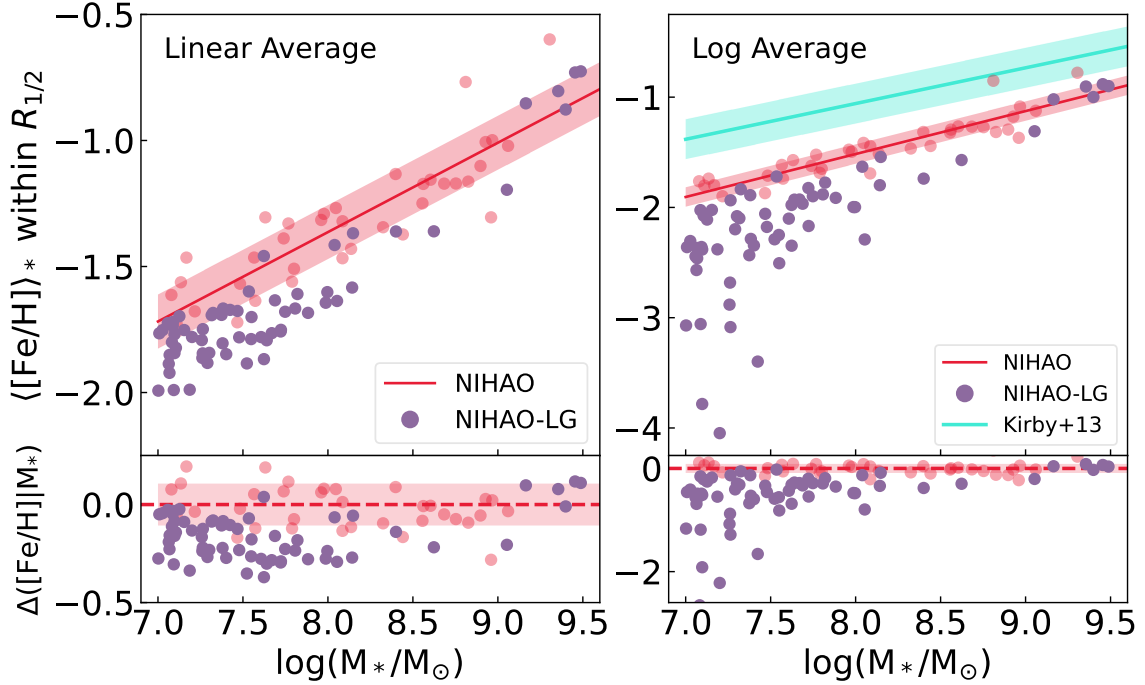 Linear Average
⟨[Fe/H]⟩* within R1/2
−0.5
−1.0
−1.5
−2.0
NIHAO
NIHAO-LG
Δ([Fe/H]|M*)
0.0
−0.5
7.0 7.5 8.0 8.5 9.0 9.5
log(M*/M⊙)
Log Average
−1
−2
−3
−4
NIHAO
NIHAO-LG
Kirby+13
0
−2
7.0 7.5 8.0 8.5 9.0 9.5
log(M*/M⊙)